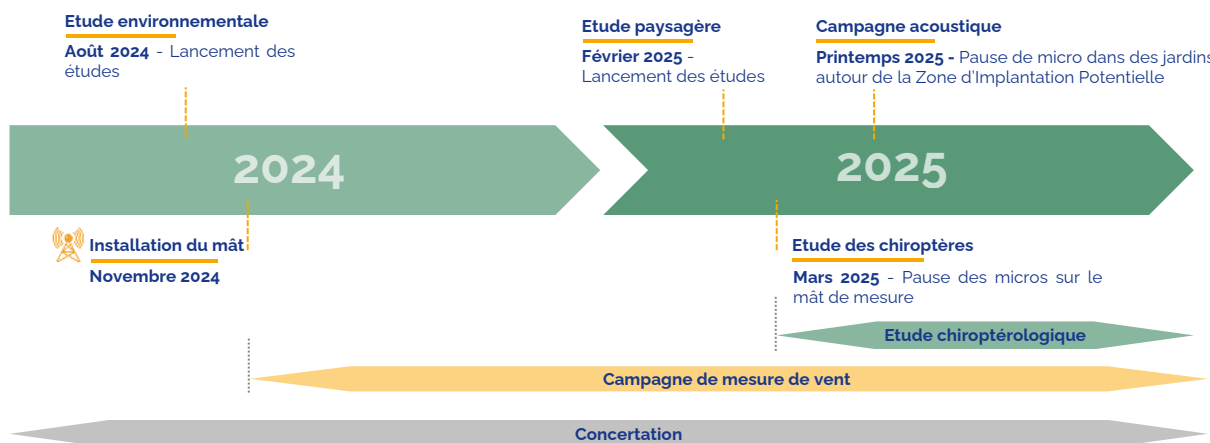 Etude environnementale
Août 2024 - Lancement des
études
Etude paysagère
Février 2025 -
Lancement des études
Campagne acoustique
Printemps 2025 - Pause de micro dans des jardins
autour de la Zone d'Implantation Potentielle
2024
2025
Installation du mât
Novembre 2024
Etude des chiroptères
Mars 2025 - Pause des micros sur le
mât de mesure
Etude chiroptérologique
Campagne de mesure de vent
Concertation